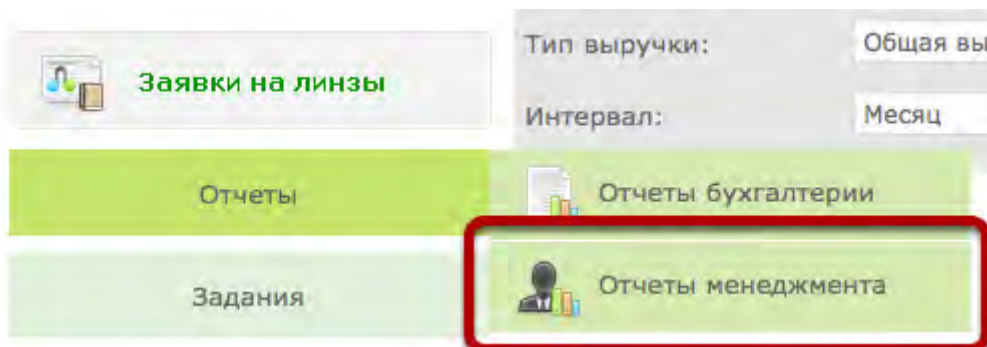 Тип выручки: Общая вы
Заявки на линзы
Интервал: Месяц
Отчеты
Отчеты бухгалтерии
Задания
Отчеты менеджмента